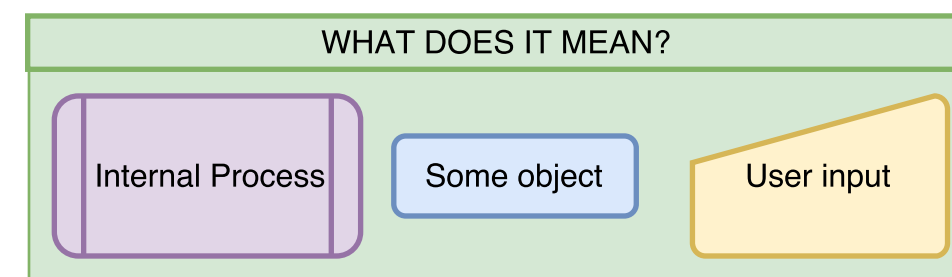 WHAT DOES IT MEAN?
Internal Process
Some object
User input